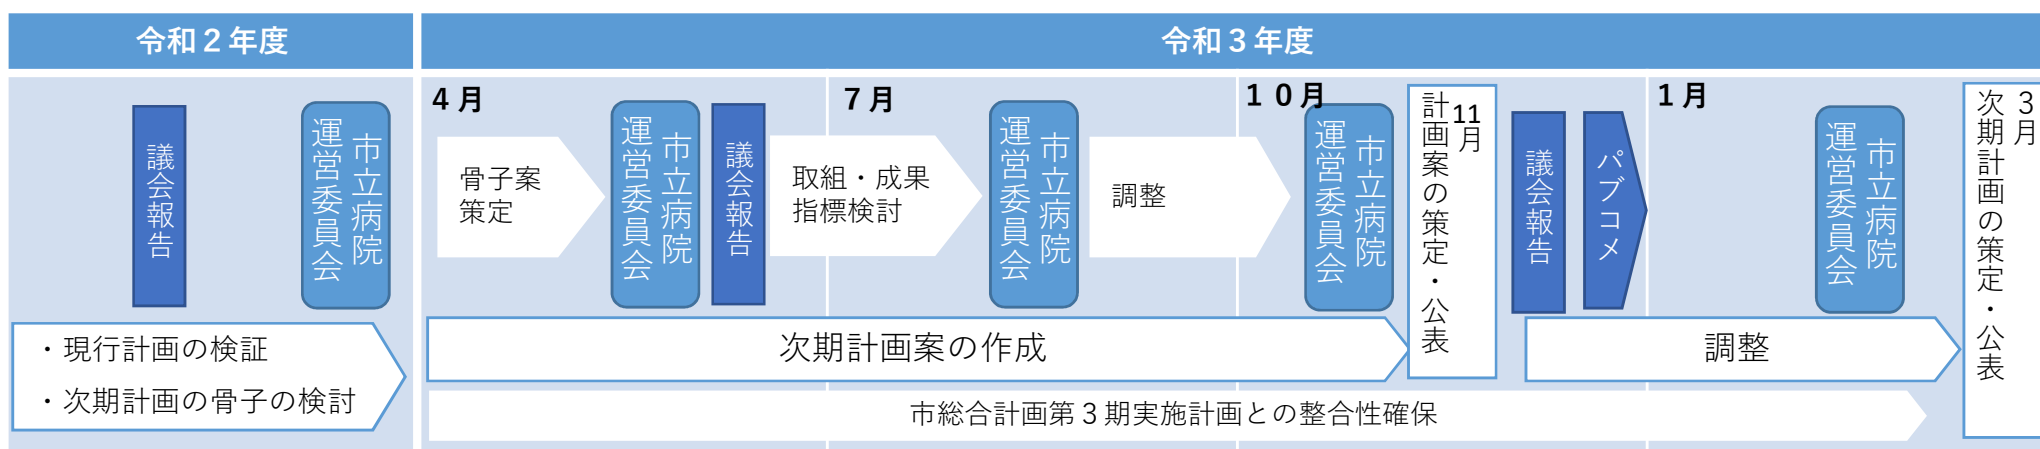 令和２年度
令和３年度
議会報告
市立病院
運営委員会
・現行計画の検証
・次期計画の骨子の検討
４月
７月
１０月
１月
骨子案
策定
市立病院
運営委員会
議会報告
取組・成果
指標検討
市立病院
運営委員会
調整
市立病院
運営委員会
11月
計画案の策定・公表
議会報告
パブコメ
市立病院
運営委員会
３月
次期計画の策定・公表
次期計画案の作成
調整
市総合計画第３期実施計画との整合性確保